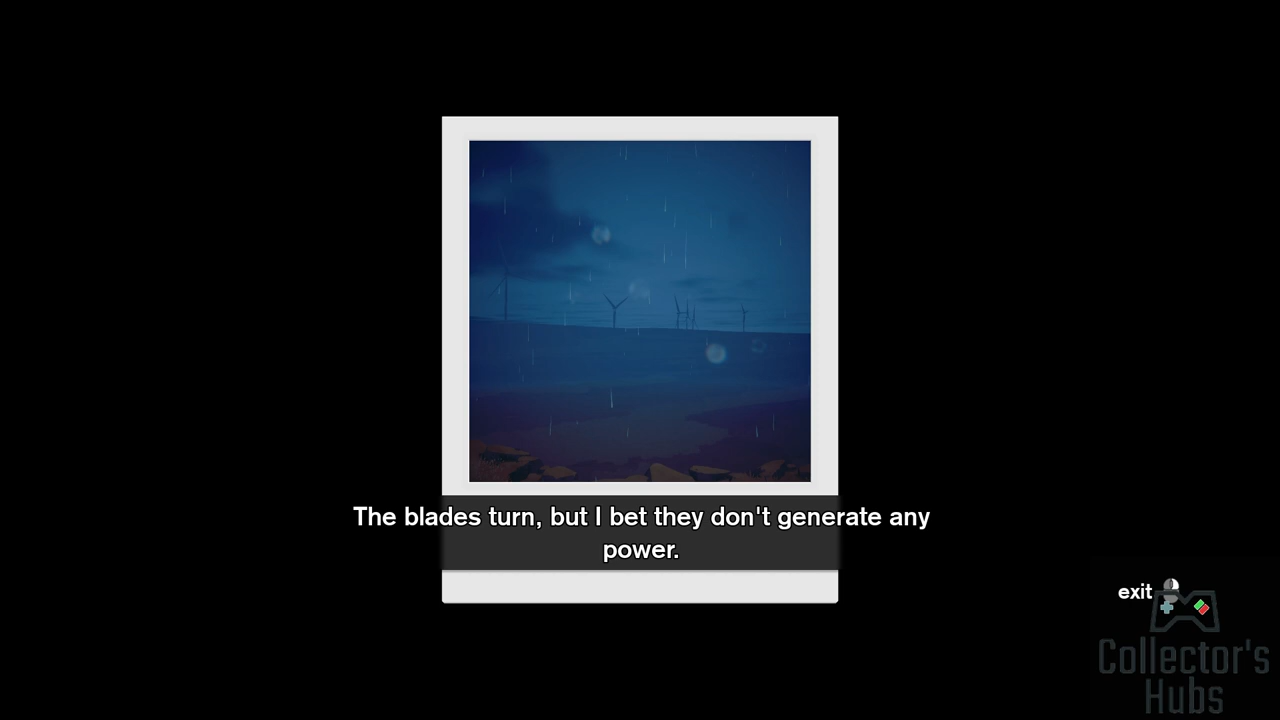 The blades turn, but I bet they don't generate any
power.
exit
Collector's
Hubs